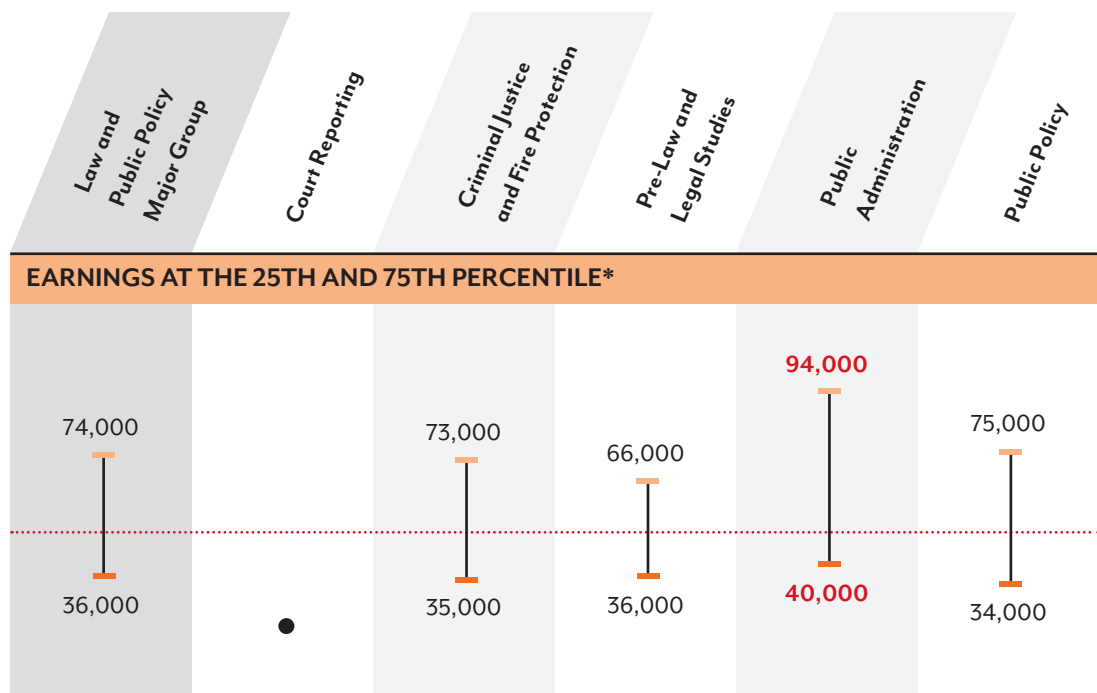 Law and
Public Policy
Major Group
Court Reporting
Criminal Justice
and Fire Protection
Pre-Law and
Legal Studies
Public
Administration
Public Policy
EARNINGS AT THE 25TH AND 75TH PERCENTILE*
74,000
36,000
73,000
35,000
66,000
36,000
94,000
40,000
75,000
34,000